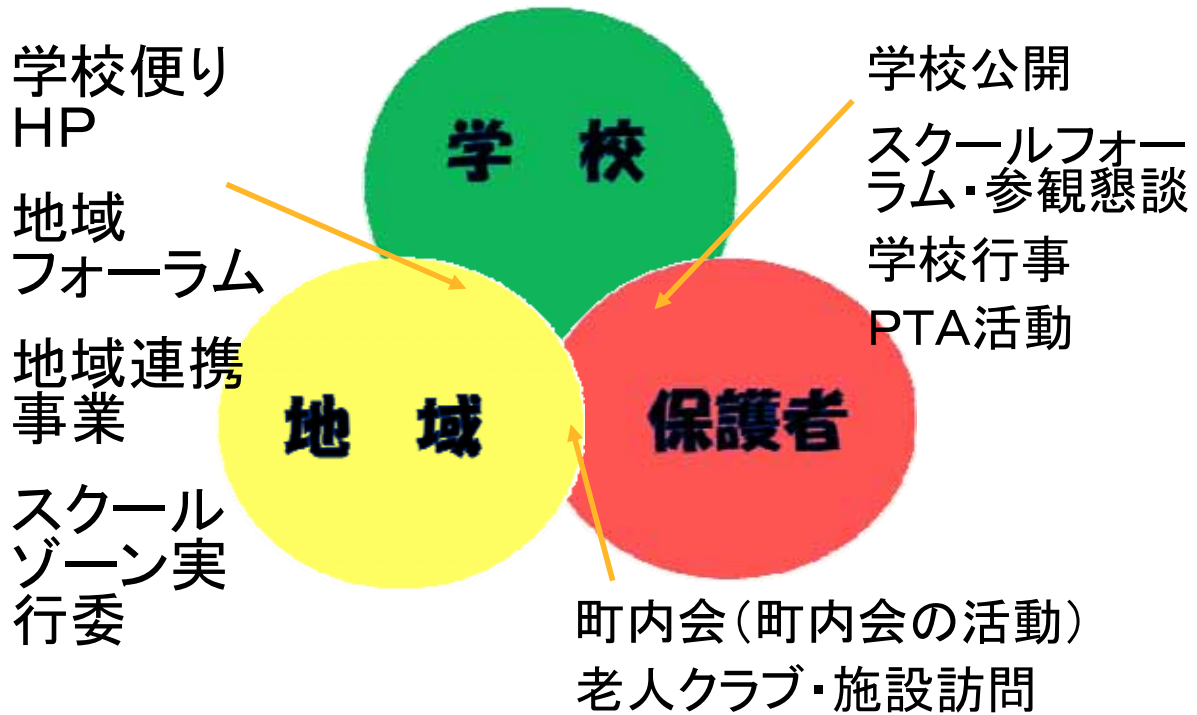 学校便り
HP
地域
フォーラム
地域連携
事業
スクール
ゾーン実
行委
学　校
地　域
保護者
学校公開
スクールフォー
ラム・参観懇談
学校行事
PTA活動
町内会(町内会の活動)
老人クラブ・施設訪問